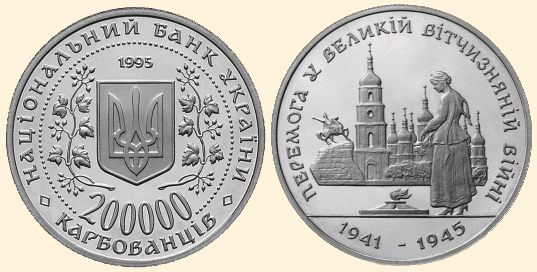 НАЦІОНАЛЬНИЙ БАНК УКРАЇНИ
1995
200000
КАРБОВАНЦІВ
ПЕРЕМОГА У ВЕЛИКІЙ ВІТЧИЗНЯНІЙ ВІЙНІ
1941 - 1945